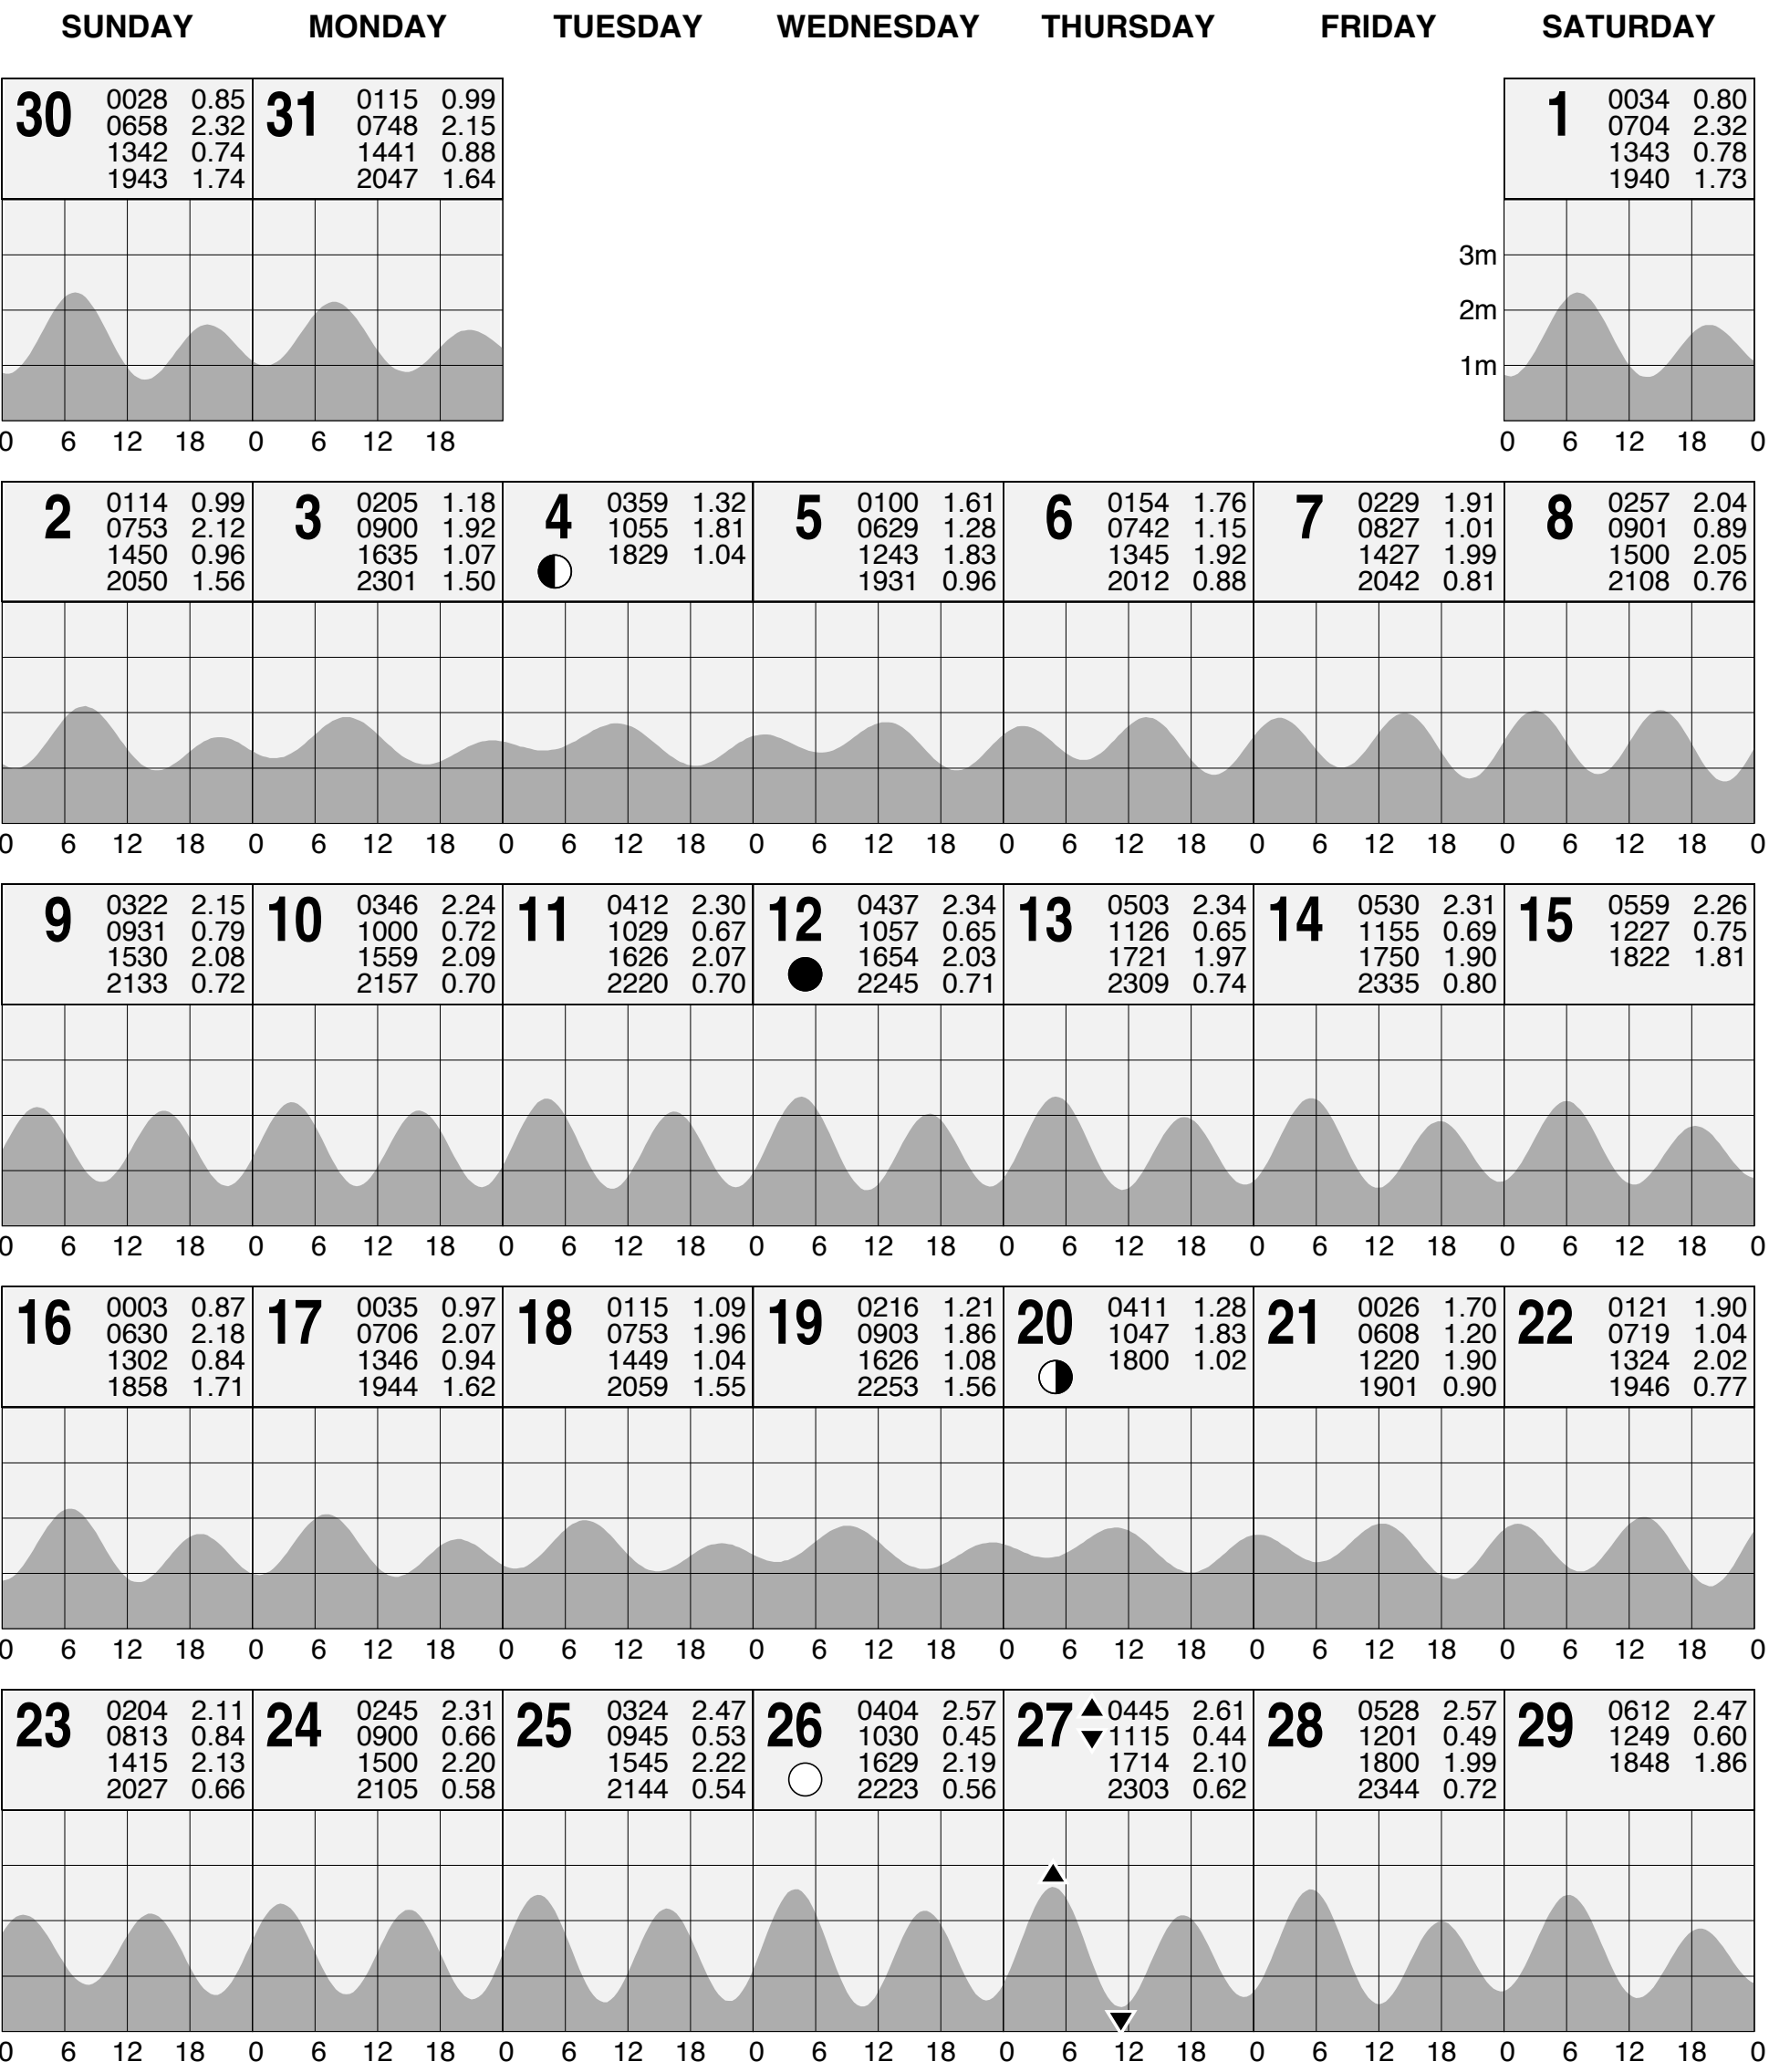 SUNDAY MONDAY TUESDAY WEDNESDAY THURSDAY FRIDAY SATURDAY
30 0028 0.85 31 0115 0.99 1 0034 0.80
0658 2.32 0748 2.15 0704 2.32
1342 0.74 1441 0.88 1343 0.78
1943 1.74 2047 1.64 1940 1.73
3m
2m
1m
0 6 12 18 0 6 12 18 0 6 12 18 0
2 0114 0.99 3 0205 1.18 4 0359 1.32 5 0100 1.61 6 0154 1.76 7 0229 1.91 8 0257 2.04
0753 2.12 0900 1.92 1055 1.81 0629 1.28 0742 1.15 0827 1.01 0901 0.89
1450 0.96 1635 1.07 1829 1.04 1243 1.83 1345 1.92 1427 1.99 1500 2.05
2050 1.56 2301 1.50 1931 0.96 2012 0.88 2042 0.81 2108 0.76
0 6 12 18 0 6 12 18 0 6 12 18 0 6 12 18 0 6 12 18 0 6 12 18 0 6 12 18 0
9 0322 2.15 10 0346 2.24 11 0412 2.30 12 0437 2.34 13 0503 2.34 14 0530 2.31 15 0559 2.26
0931 0.79 1000 0.72 1029 0.67 1057 0.65 1126 0.65 1155 0.69 1227 0.75
1530 2.08 1559 2.09 1626 2.07 1654 2.03 1721 1.97 1750 1.90 1822 1.81
2133 0.72 2157 0.70 2220 0.70 2245 0.71 2309 0.74 2335 0.80
0 6 12 18 0 6 12 18 0 6 12 18 0 6 12 18 0 6 12 18 0 6 12 18 0 6 12 18 0
16 0003 0.87 17 0035 0.97 18 0115 1.09 19 0216 1.21 20 0411 1.28 21 0026 1.70 22 0121 1.90
0630 2.18 0706 2.07 0753 1.96 0903 1.86 1047 1.83 0608 1.20 0719 1.04
1302 0.84 1346 0.94 1449 1.04 1626 1.08 1800 1.02 1220 1.90 1324 2.02
1858 1.71 1944 1.62 2059 1.55 2253 1.56 1901 0.90 1946 0.77
0 6 12 18 0 6 12 18 0 6 12 18 0 6 12 18 0 6 12 18 0 6 12 18 0 6 12 18 0
23 0204 2.11 24 0245 2.31 25 0324 2.47 26 0404 2.57 27 0445 2.61 28 0528 2.57 29 0612 2.47
0813 0.84 0900 0.66 0945 0.53 1030 0.45 1115 0.44 1201 0.49 1249 0.60
1415 2.13 1500 2.20 1545 2.22 1629 2.19 1714 2.10 1800 1.99 1848 1.86
2027 0.66 2105 0.58 2144 0.54 2223 0.56 2303 0.62 2344 0.72
0 6 12 18 0 6 12 18 0 6 12 18 0 6 12 18 0 6 12 18 0 6 12 18 0 6 12 18 0